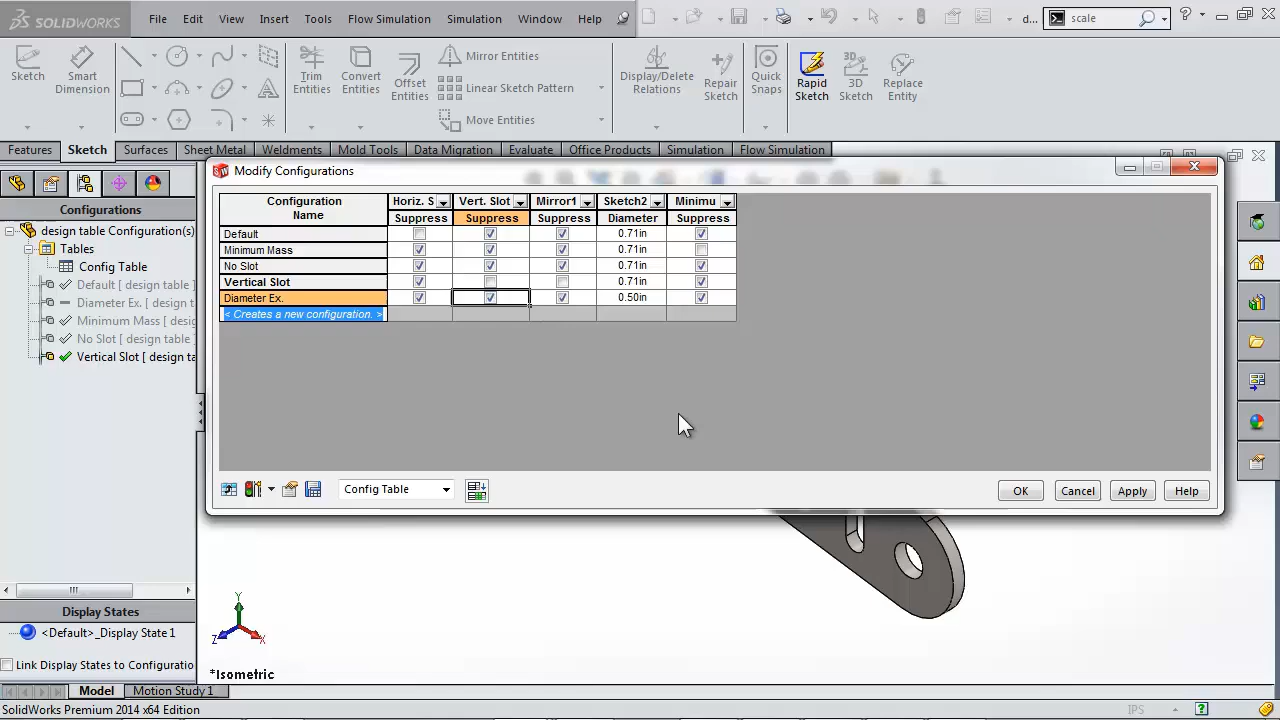 SOLIDWORKS File Edit View Insert Tools Flow Simulation Simulation Window Help d... scale
Sketch Smart Dimension Trim Entities Convert Entities Offset Entities Mirror Entities Linear Sketch Pattern Move Entities Display/Delete Relations Repair Sketch Quick Snaps Rapid Sketch 3D Sketch Replace Entity
Features Sketch Surfaces Sheet Metal Weldments Mold Tools Data Migration Evaluate Office Products Simulation Flow Simulation
Modify Configurations
Configuration Name Horiz. S Vert. Slot Mirror1 Sketch2 Minimu
Suppress Suppress Suppress Diameter Suppress
Default 0.71in
Minimum Mass 0.71in
No Slot 0.71in
Vertical Slot 0.71in
Diameter Ex. 0.50in
< Creates a new configuration. >
Config Table OK Cancel Apply Help
Configurations
design table Configuration(s)
Tables
Config Table
Default [ design table ]
Diameter Ex. [ design
Minimum Mass [ desig
No Slot [ design table ]
Vertical Slot [ design ta
Display States
<Default>_Display State 1
Link Display States to Configuratio
Y
Z X
*Isometric
Model Motion Study 1
SolidWorks Premium 2014 x64 Edition IPS